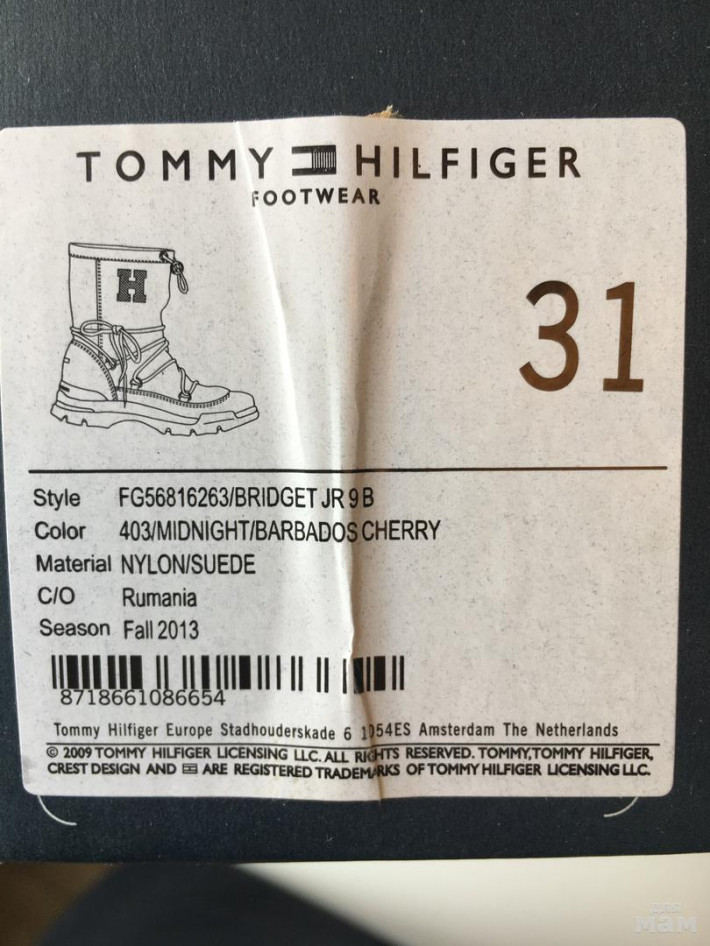 TOMMY HILFIGER
FOOTWEAR
H
31
Style FG56816263/BRIDGET JR 9 B
Color 403/MIDNIGHT/BARBADOS CHERRY
Material NYLON/SUEDE
C/O Rumania
Season Fall 2013
8718661086654
Tommy Hilfiger Europe Stadhouderskade 6 1054ES Amsterdam The Netherlands
© 2009 TOMMY HILFIGER LICENSING LLC. ALL RIGHTS RESERVED. TOMMY, TOMMY HILFIGER,
CREST DESIGN AND ARE REGISTERED TRADEMARKS OF TOMMY HILFIGER LICENSING LLC.
для
мам